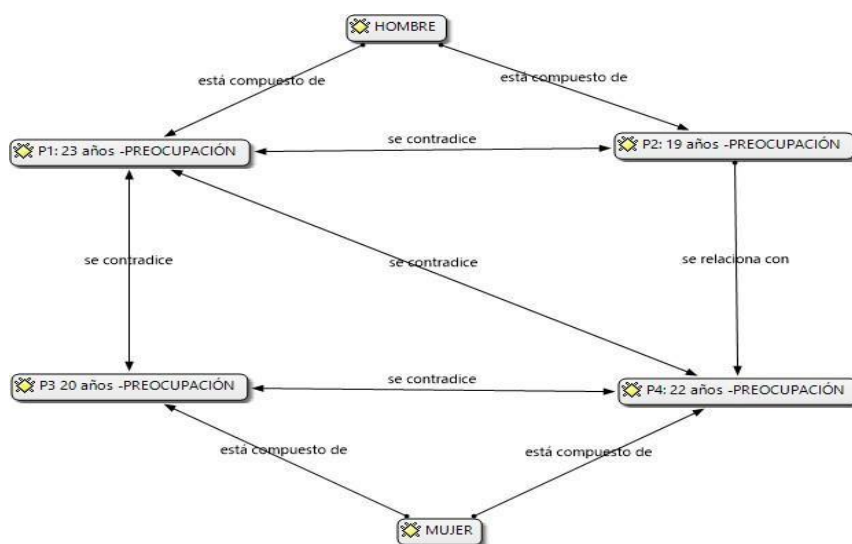 HOMBRE
está compuesto de
está compuesto de
P1: 23 años -PREOCUPACIÓN
se contradice
P2: 19 años -PREOCUPACIÓN
se contradice
se contradice
se relaciona con
P3 20 años -PREOCUPACIÓN
se contradice
P4: 22 años -PREOCUPACIÓN
está compuesto de
está compuesto de
MUJER